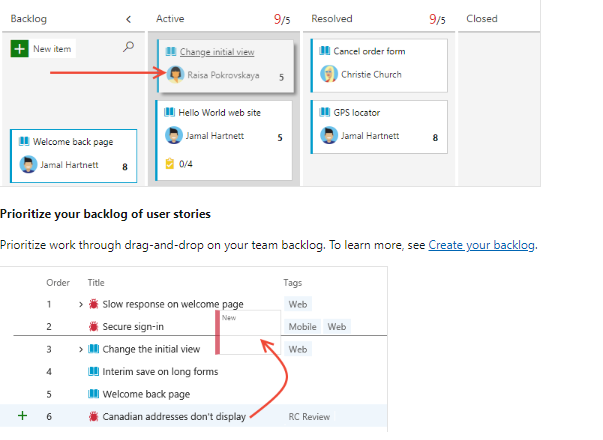 Backlog < Active 9/5 Resolved 9/5 Closed
New item
Change initial view
Raisa Pokrovskaya 5
Cancel order form
Christie Church
Hello World web site
Jamal Hartnett 5
0/4
GPS locator
Jamal Hartnett 8
Welcome back page
Jamal Hartnett 8
Prioritize your backlog of user stories
Prioritize work through drag-and-drop on your team backlog. To learn more, see Create your backlog.
Order Title Tags
1 > Slow response on welcome page Web
New
2 Secure sign-in Mobile Web
3 > Change the initial view Web
4 Interim save on long forms
5 Welcome back page
+ 6 Canadian addresses don't display RC Review